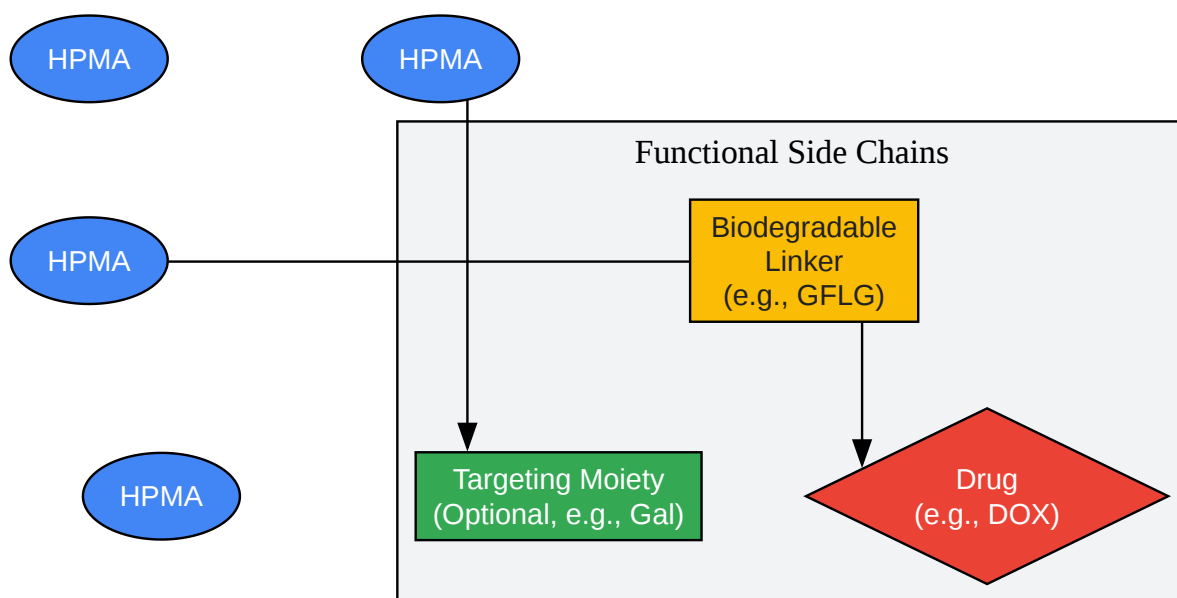 HPMA
HPMA
Functional Side Chains
HPMA
Biodegradable
Linker
(e.g., GFLG)
HPMA
Targeting Moiety
(Optional, e.g., Gal)
Drug
(e.g., DOX)